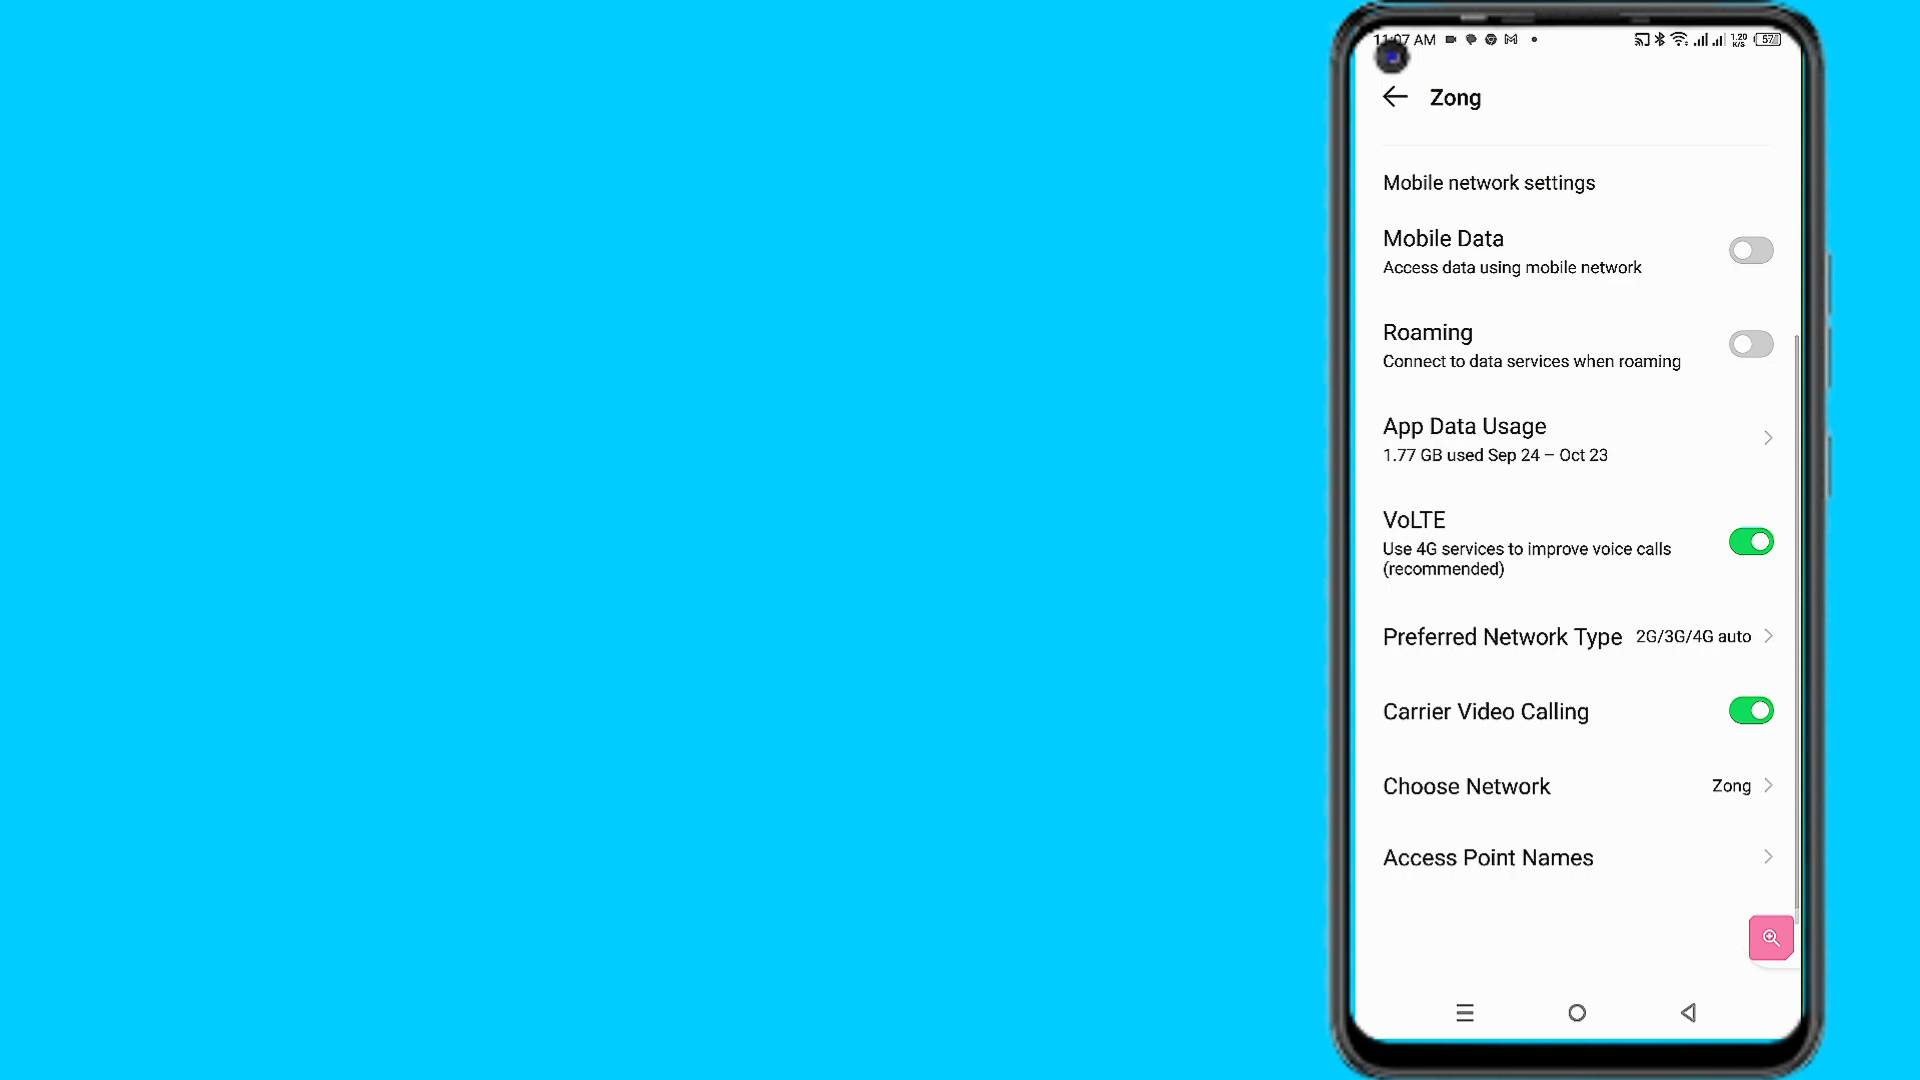 11:07 AM 1.20 K/S 57
Zong
Mobile network settings
Mobile Data
Access data using mobile network
Roaming
Connect to data services when roaming
App Data Usage
1.77 GB used Sep 24 – Oct 23
VoLTE
Use 4G services to improve voice calls
(recommended)
Preferred Network Type 2G/3G/4G auto
Carrier Video Calling
Choose Network Zong
Access Point Names